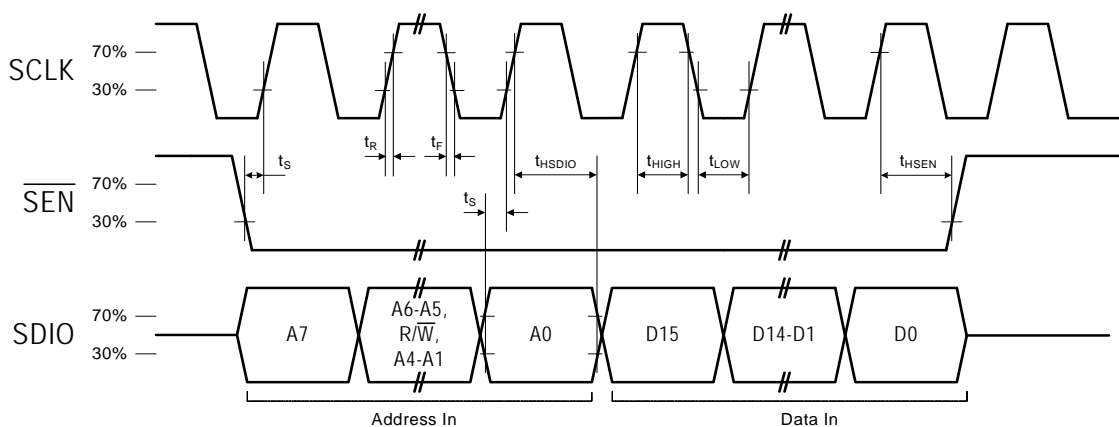 SCLK
70%
30%
tS
tR
tF
tHSDIO
tHIGH
tLOW
tHSEN
SEN
70%
30%
tS
SDIO
70%
30%
A7
A6-A5,
R/W,
A4-A1
A0
D15
D14-D1
D0
Address In
Data In